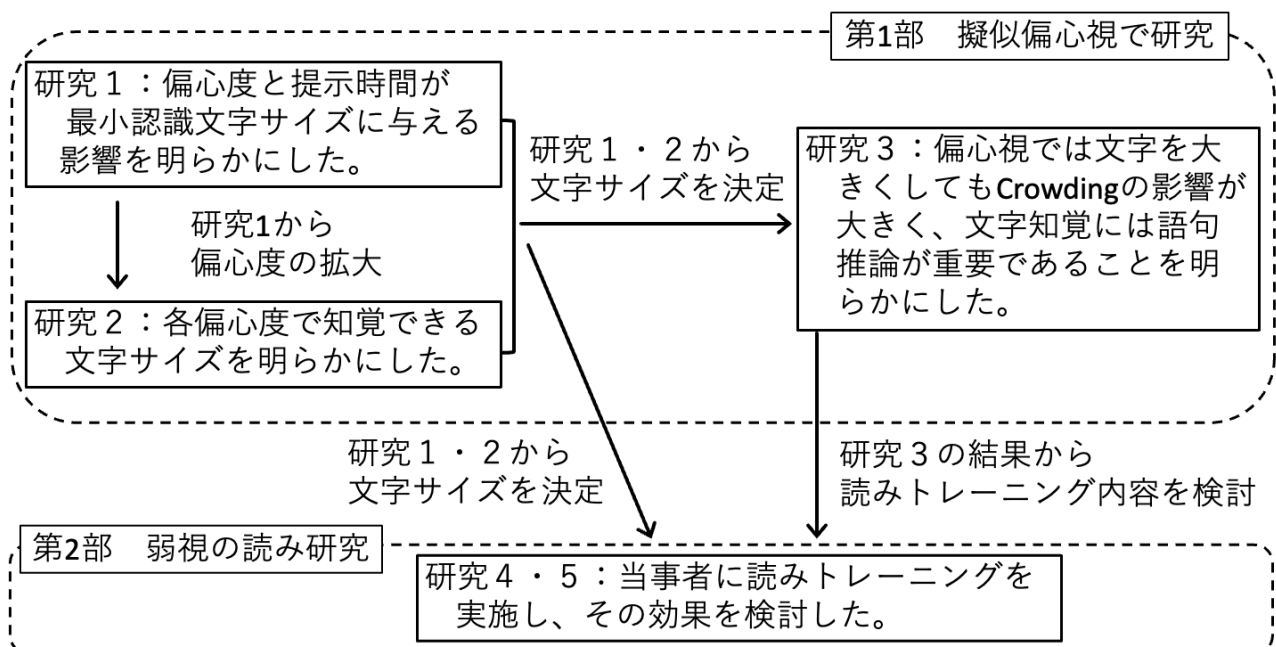 第1部　擬似偏心視で研究
研究１：偏心度と提示時間が
最小認識文字サイズに与える
影響を明らかにした。
研究1から
偏心度の拡大
研究２：各偏心度で知覚できる
文字サイズを明らかにした。
研究１・２から
文字サイズを決定
研究３：偏心視では文字を大
きくしてもCrowdingの影響が
大きく、文字知覚には語句
推論が重要であることを明
らかにした。
研究１・２から
文字サイズを決定
研究３の結果から
読みトレーニング内容を検討
第2部　弱視の読み研究
研究４・５：当事者に読みトレーニングを
実施し、その効果を検討した。